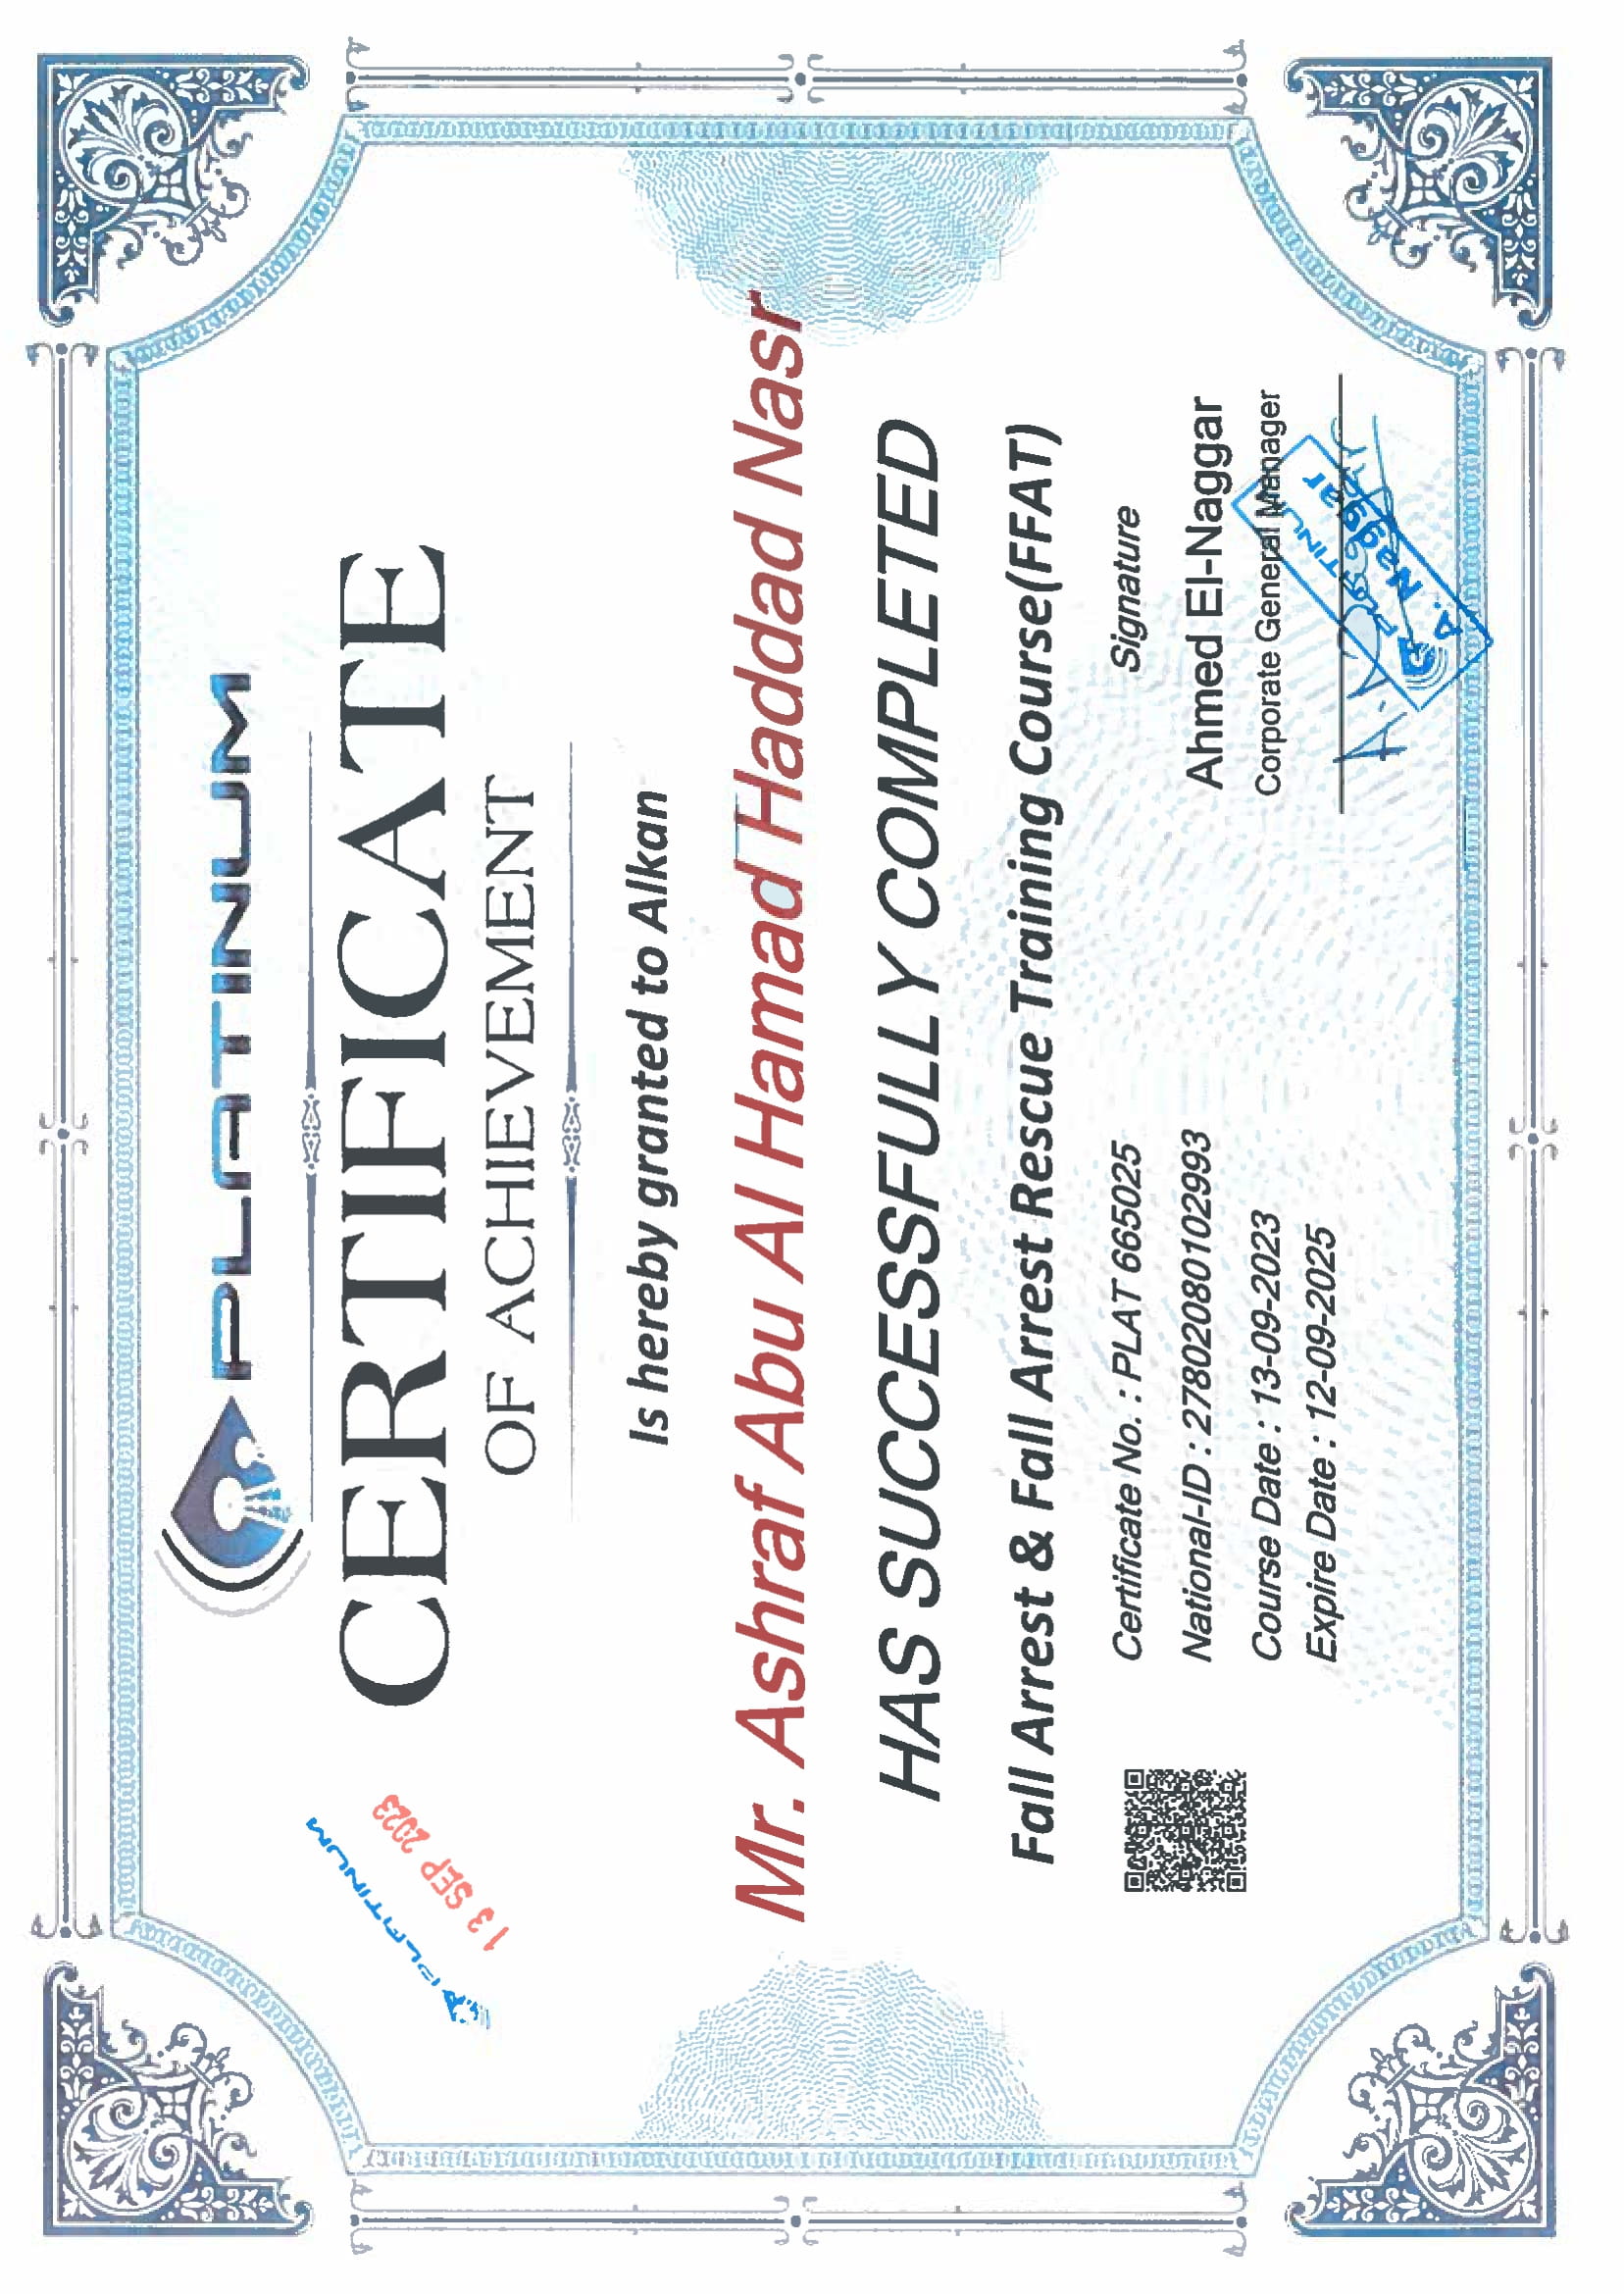 PLATINUM
PLATINUM
13 SEP 2023
CERTIFICATE
OF ACHIEVEMENT
Is hereby granted to Alkan
Mr. Ashraf Abu Al Hamad Haddad Nasr
HAS SUCCESSFULLY COMPLETED
Fall Arrest & Fall Arrest Rescue Training Course(FFAT)
Certificate No. : PLAT 665025
National-ID : 27802080102993
Course Date : 13-09-2023
Expire Date : 12-09-2025
Signature
Ahmed El-Naggar
Corporate General Manager
PLATINUM
A. Naggar